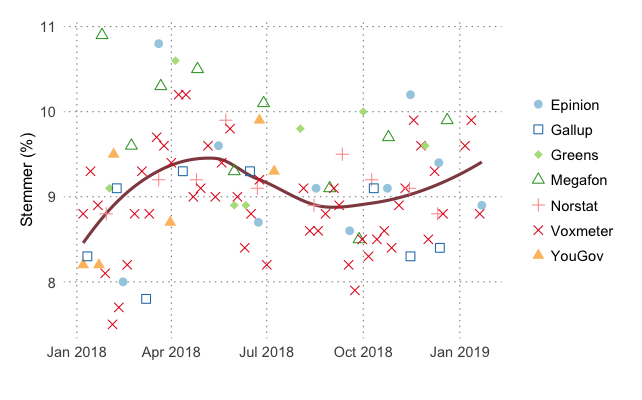 11
10
9
8
Stemmer (%)
Jan 2018 Apr 2018 Jul 2018 Oct 2018 Jan 2019
Epinion
Gallup
Greens
Megafon
Norstat
Voxmeter
YouGov